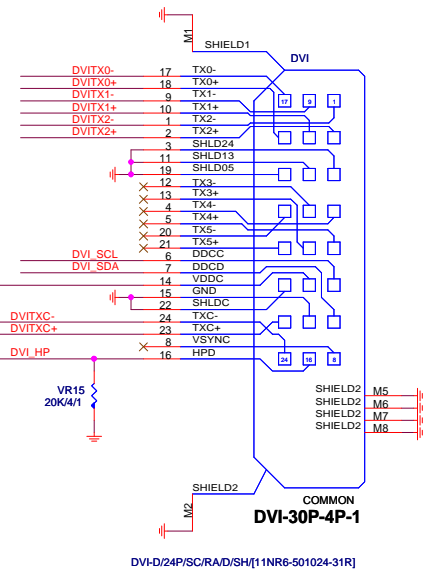 M1
SHIELD1
DVI
DVITX0- 17 TX0-
DVITX0+ 18 TX0+
DVITX1- 9 TX1-
DVITX1+ 10 TX1+
DVITX2- 1 TX2-
DVITX2+ 2 TX2+
3 SHLD24
11 SHLD13
19 SHLD05
12 TX3-
13 TX3+
4 TX4-
5 TX4+
20 TX5-
21 TX5+
DVI_SCL 6 DDCC
DVI_SDA 7 DDCD
14 VDDC
15 GND
22 SHLDC
DVITXC- 24 TXC-
DVITXC+ 23 TXC+
8 VSYNC
DVI_HP 16 HPD
17 9 1
24 16 8
VR15
20K/4/1
SHIELD2 M5
SHIELD2 M6
SHIELD2 M7
SHIELD2 M8
SHIELD2
M2
COMMON
DVI-30P-4P-1
DVI-D/24P/SC/RA/D/SH/[11NR6-501024-31R]